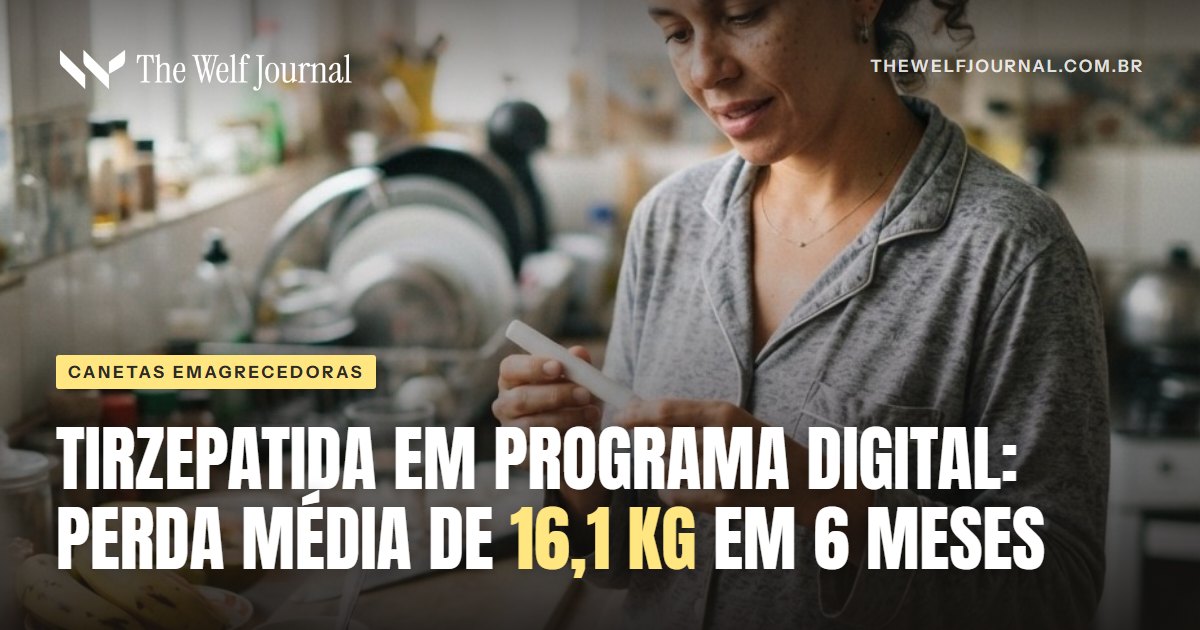 The Welf Journal
THEWELFJOURNAL.COM.BR
CANETAS EMAGRECEDORAS
TIRZEPATIDA EM PROGRAMA DIGITAL:
PERDA MÉDIA DE 16,1 KG EM 6 MESES